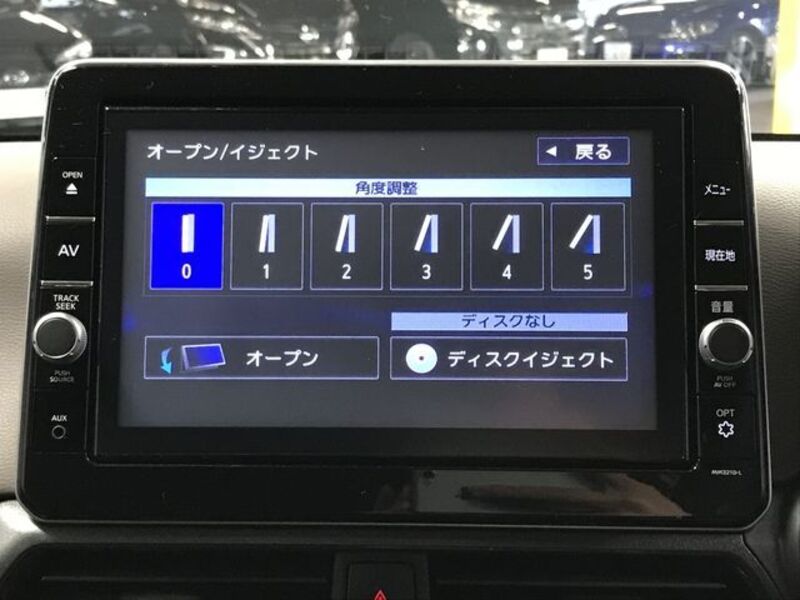 オープン/イジェクト
◀ 戻る
角度調整
0 1 2 3 4 5
ディスクなし
オープン
ディスクイジェクト
OPEN
AV
TRACK
SEEK
PUSH
SOURCE
AUX
メニュー
現在地
音量
PUSH
AV OFF
OPT
MM321D-L